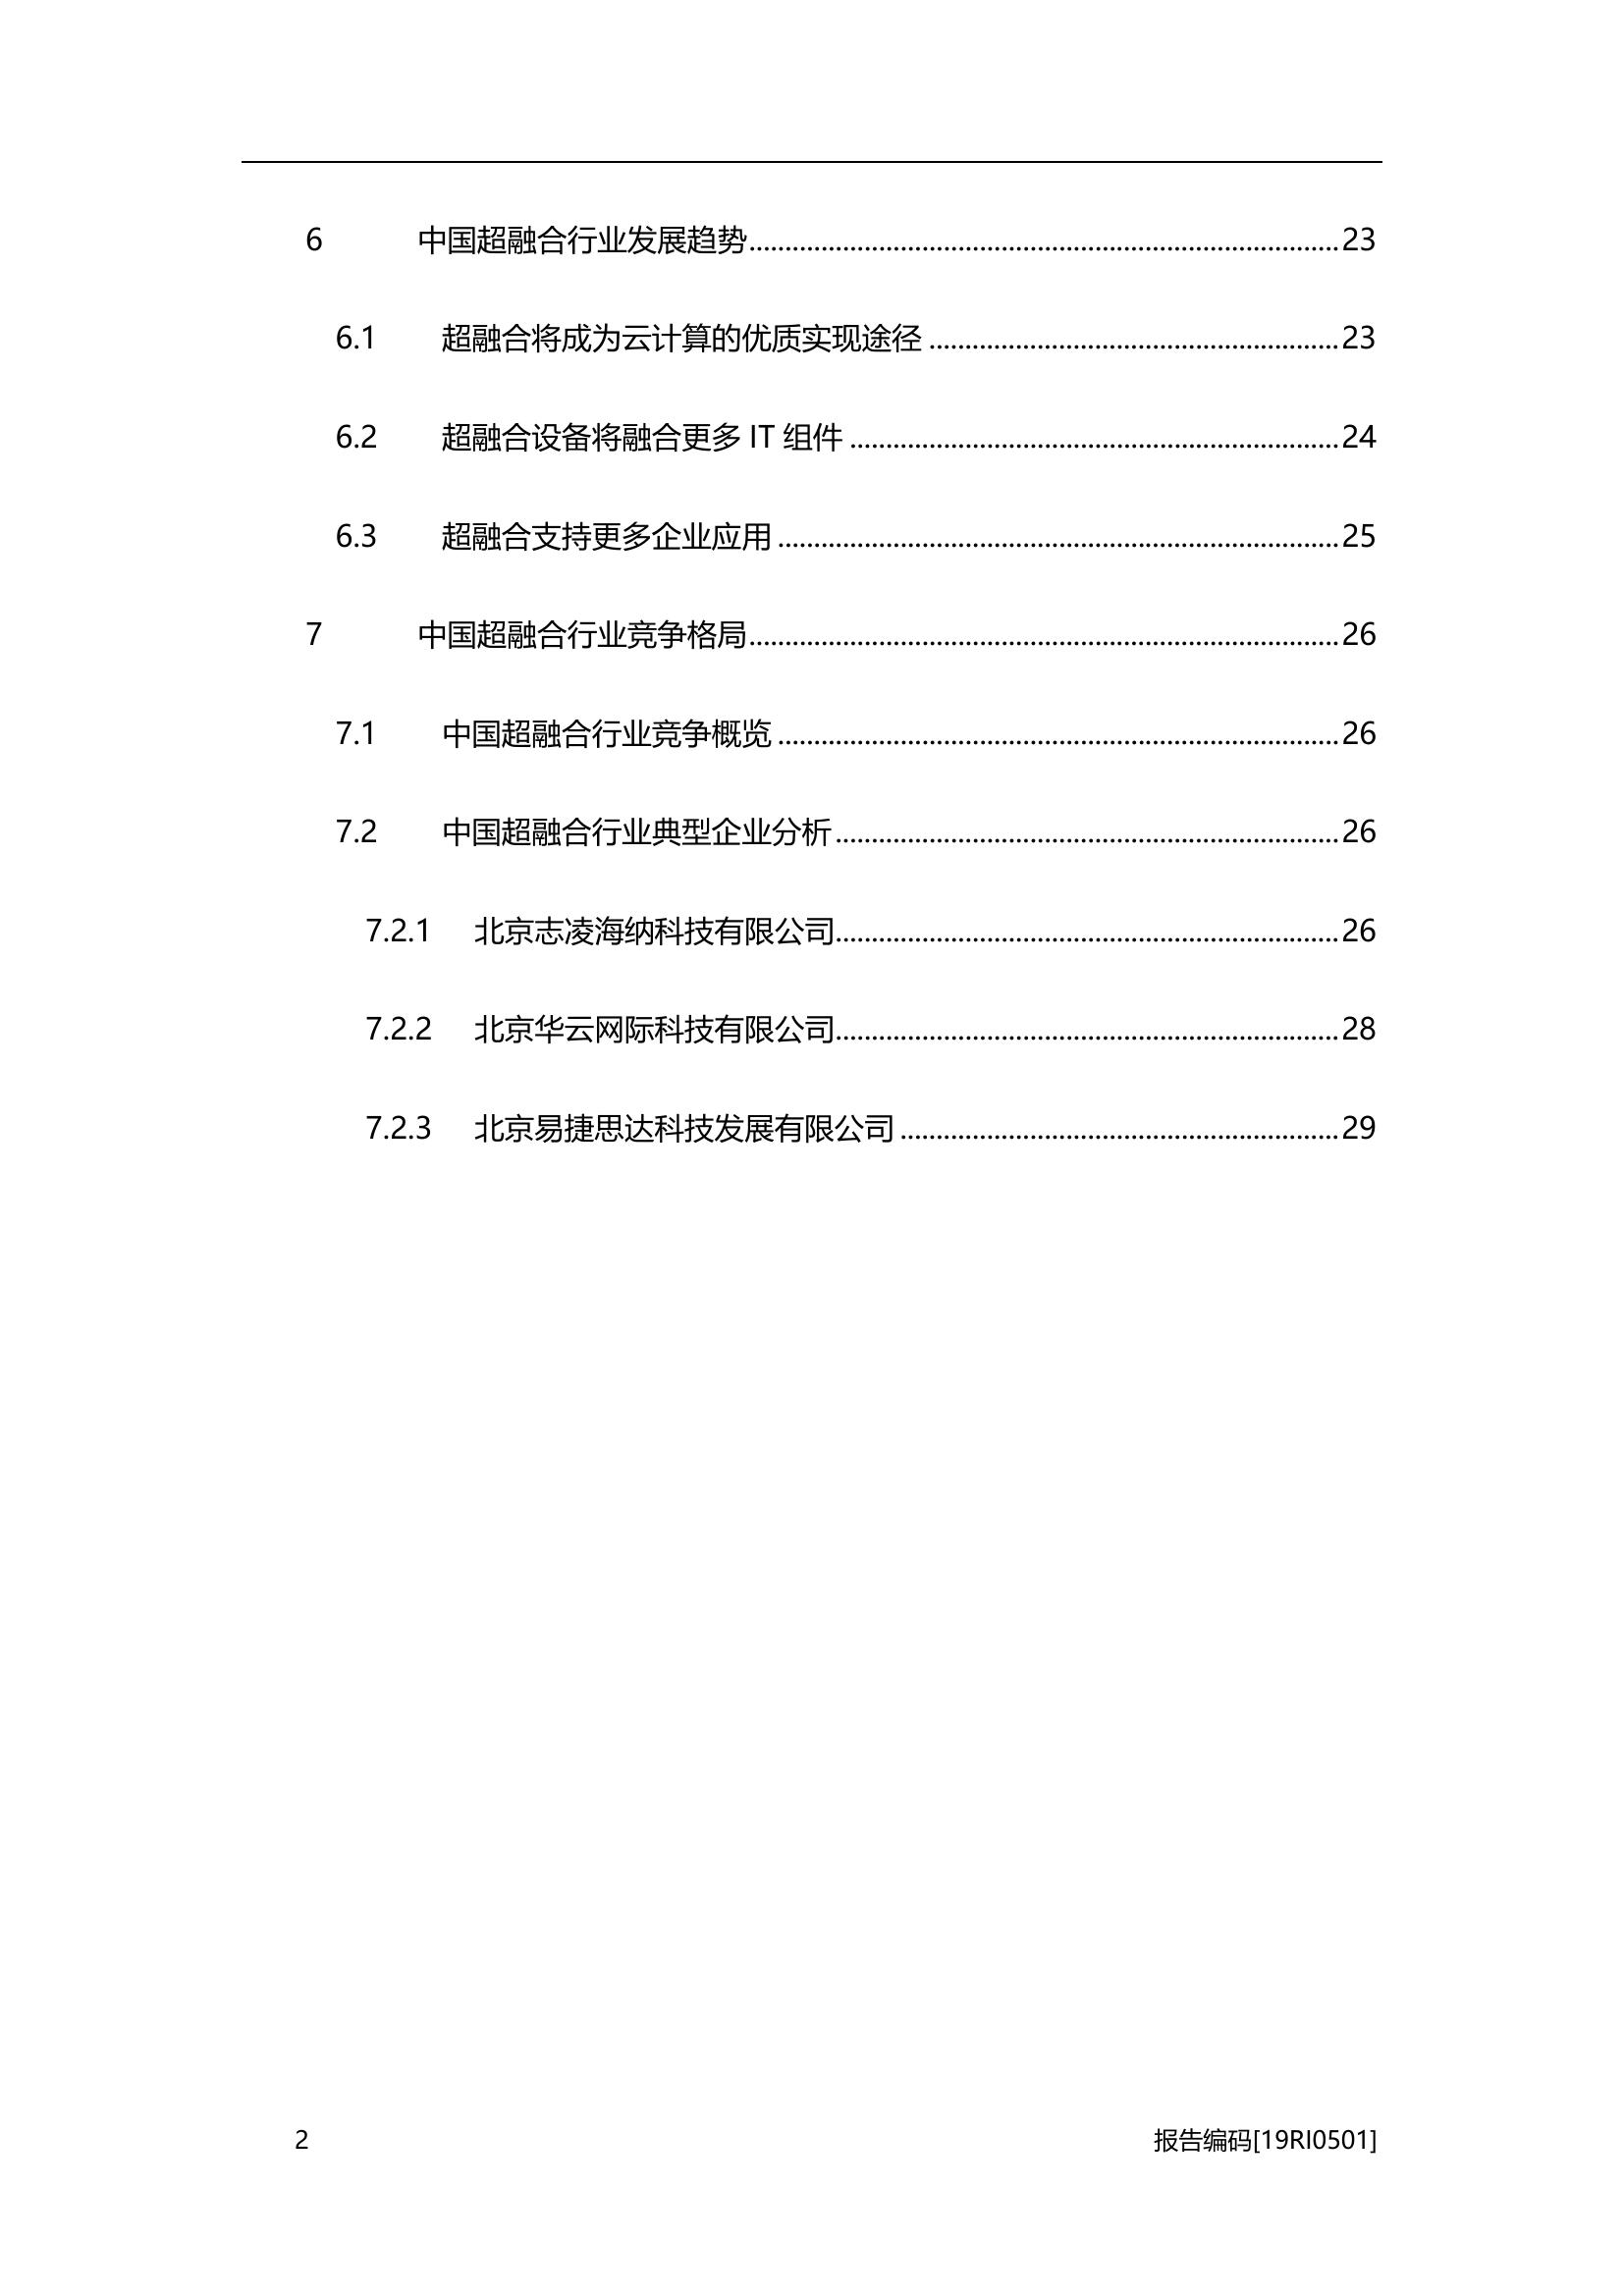 6 中国超融合行业发展趋势........................................................................23
6.1 超融合将成为云计算的优质实现途径........................................................23
6.2 超融合设备将融合更多 IT 组件....................................................................24
6.3 超融合支持更多企业应用..............................................................................25
7 中国超融合行业竞争格局........................................................................26
7.1 中国超融合行业竞争概览..............................................................................26
7.2 中国超融合行业典型企业分析......................................................................26
7.2.1 北京志凌海纳科技有限公司......................................................................26
7.2.2 北京华云网际科技有限公司......................................................................28
7.2.3 北京易捷思达科技发展有限公司.............................................................29
2 报告编码[19RI0501]